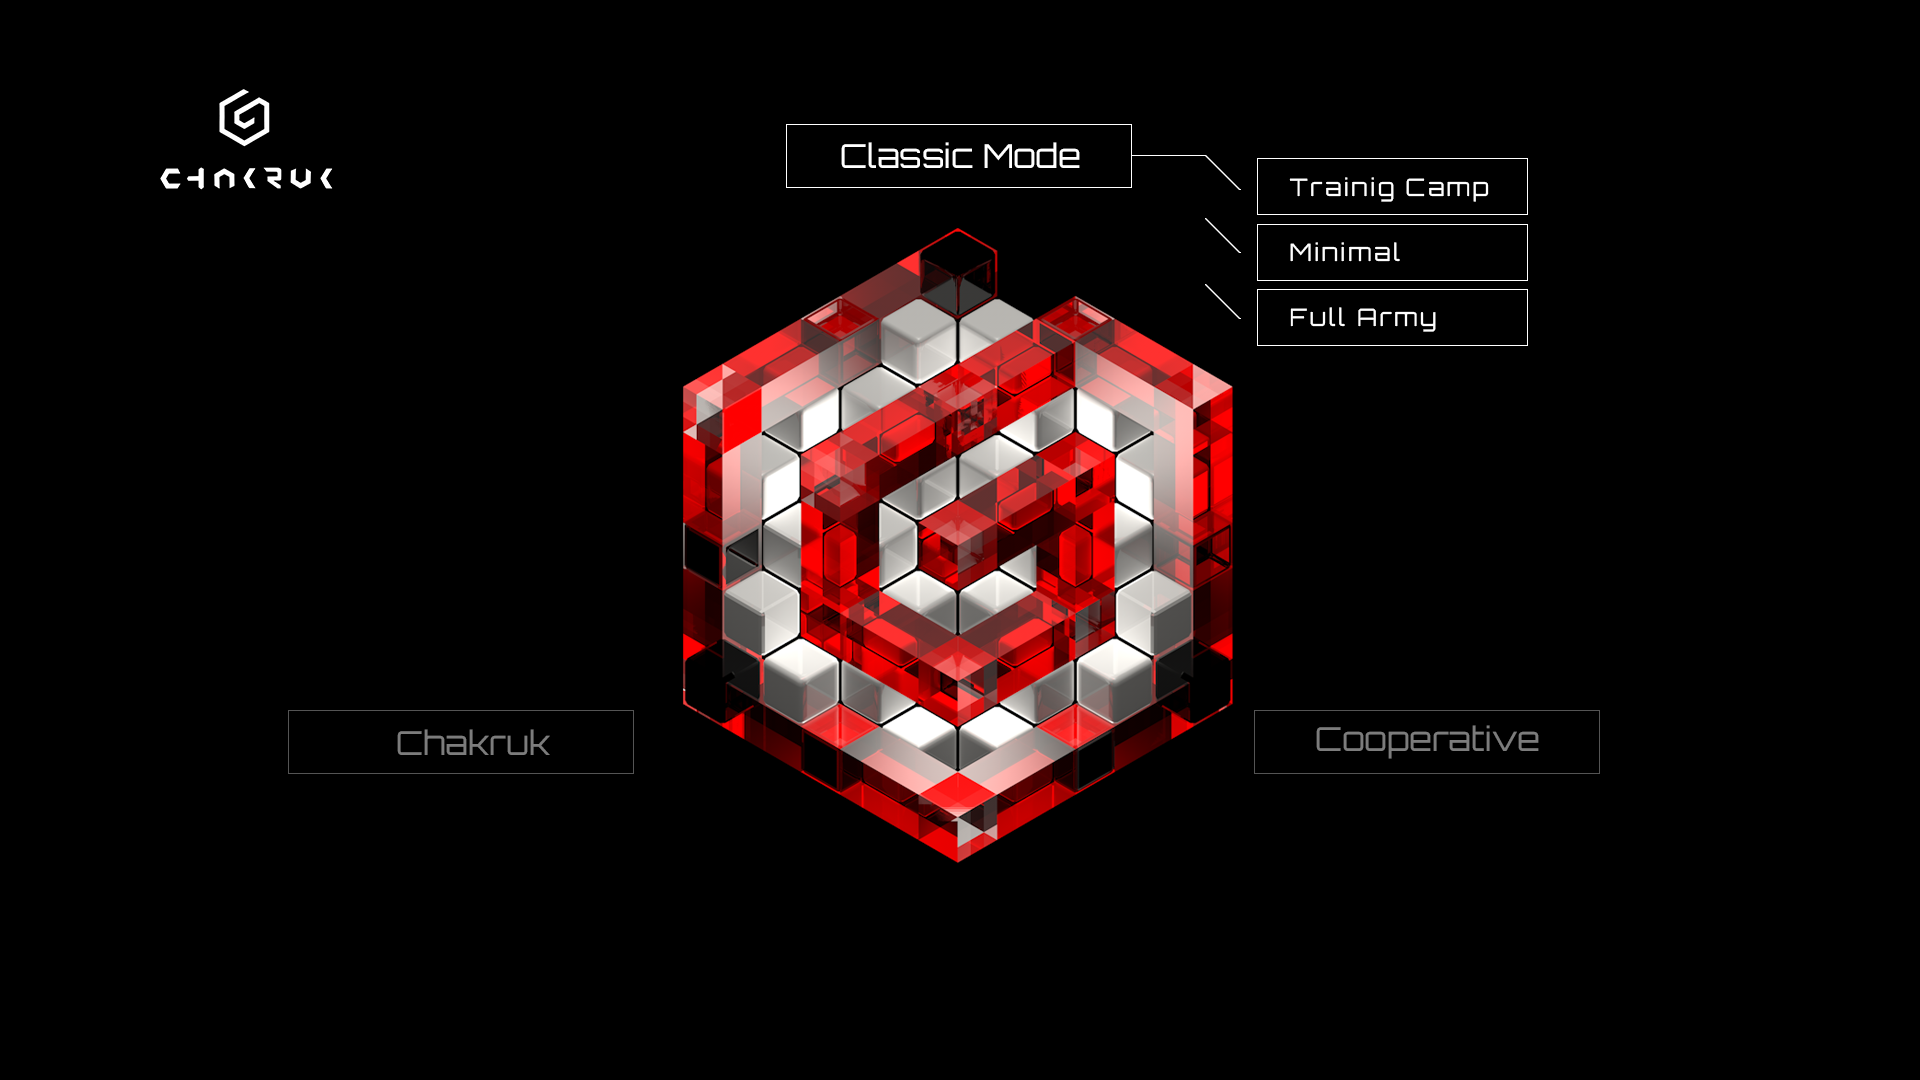 CHAKRUK
Classic Mode
Trainig Camp
Minimal
Full Army
Chakruk
Cooperative